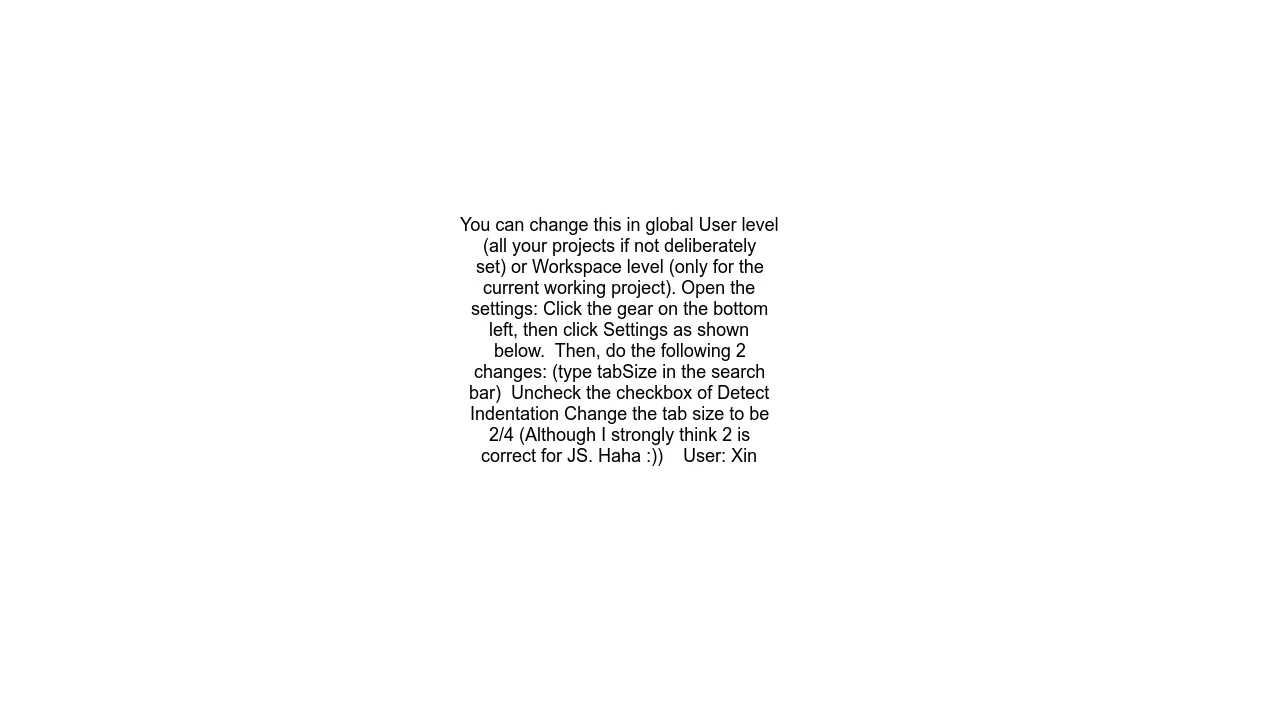 You can change this in global User level
(all your projects if not deliberately
set) or Workspace level (only for the
current working project). Open the
settings: Click the gear on the bottom
left, then click Settings as shown
below.  Then, do the following 2
changes: (type tabSize in the search
bar)  Uncheck the checkbox of Detect
Indentation Change the tab size to be
2/4 (Although I strongly think 2 is
correct for JS. Haha :))    User: Xin